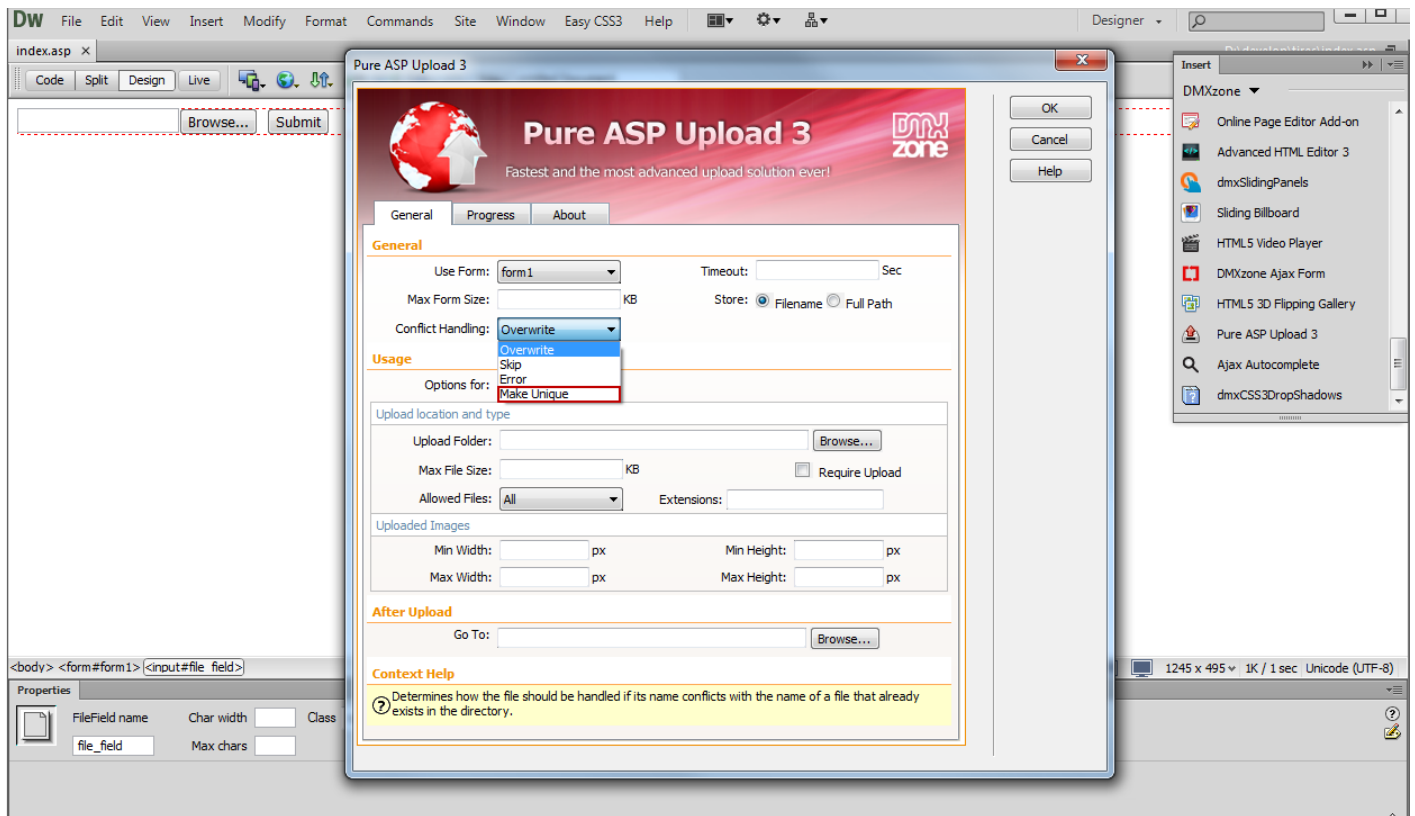 DW File Edit View Insert Modify Format Commands Site Window Easy CSS3 Help Designer
index.asp ×
Code Split Design Live
Browse... Submit
Pure ASP Upload 3
Pure ASP Upload 3
DMX zone
Fastest and the most advanced upload solution ever!
General Progress About
General
Use Form: form1 Timeout: Sec
Max Form Size: KB Store: Filename Full Path
Conflict Handling: Overwrite
Overwrite
Skip
Error
Make Unique
Usage
Options for:
Upload location and type
Upload Folder: Browse...
Max File Size: KB Require Upload
Allowed Files: All Extensions:
Uploaded Images
Min Width: px Min Height: px
Max Width: px Max Height: px
After Upload
Go To: Browse...
Context Help
Determines how the file should be handled if its name conflicts with the name of a file that already
exists in the directory.
OK
Cancel
Help
Insert
DMXzone
Online Page Editor Add-on
Advanced HTML Editor 3
dmxSlidingPanels
Sliding Billboard
HTML5 Video Player
DMXzone Ajax Form
HTML5 3D Flipping Gallery
Pure ASP Upload 3
Ajax Autocomplete
dmxCSS3DropShadows
<body> <form#form1> <input#file_field> 1245 x 495 1K / 1 sec Unicode (UTF-8)
Properties
FileField name Char width Class
file_field Max chars